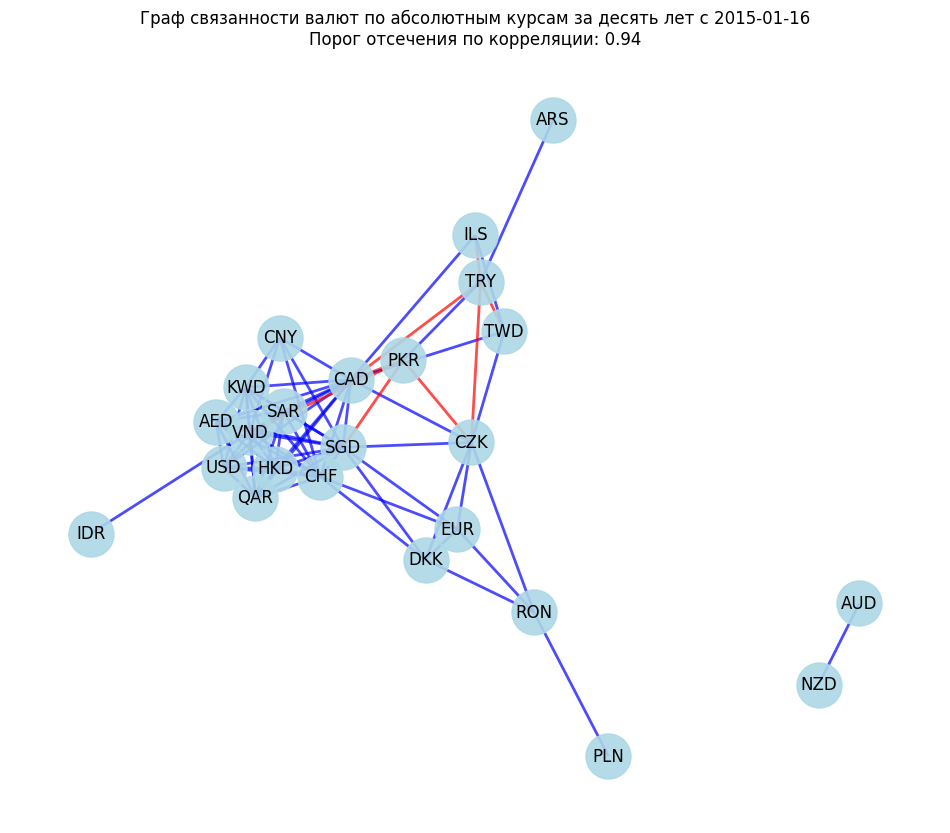 Граф связанности валют по абсолютным курсам за десять лет с 2015-01-16
Порог отсечения по корреляции: 0.94
ARS
ILS
TRY
TWD
CNY
PKR
CAD
KWD
SAR
AED
VND
SGD
CZK
USD
HKD
CHF
QAR
IDR
EUR
DKK
AUD
RON
NZD
PLN